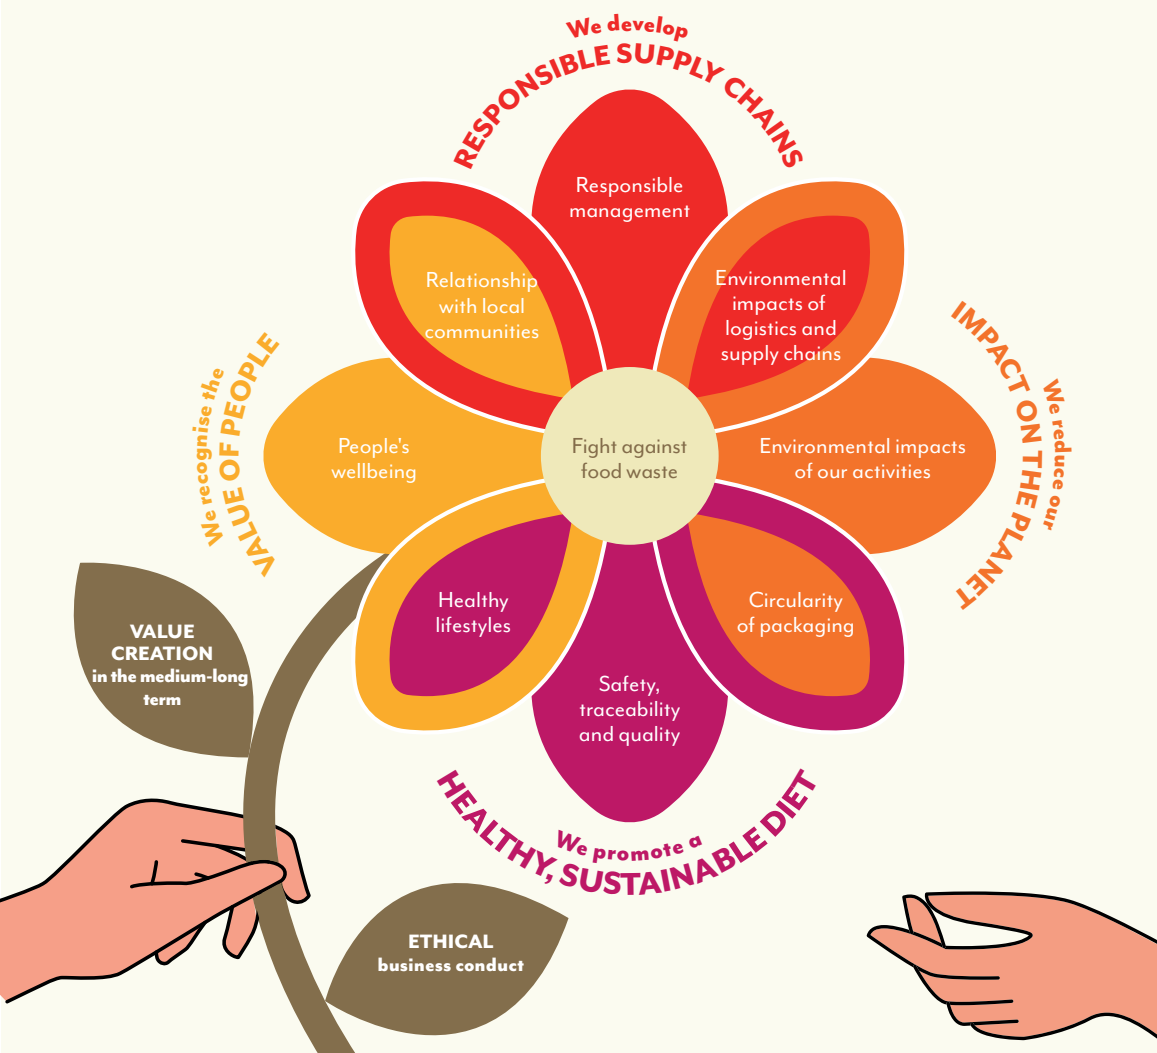 We develop
RESPONSIBLE SUPPLY CHAINS
Responsible
management
Relationship
with local
communities
Environmental
impacts of
logistics and
supply chains
We recognise the
VALUE OF PEOPLE
People's
wellbeing
Fight against
food waste
Environmental impacts
of our activities
We reduce our
IMPACT ON THE PLANET
Healthy
lifestyles
Circularity
of packaging
Safety,
traceability
and quality
We promote a
HEALTHY, SUSTAINABLE DIET
VALUE
CREATION
in the medium-long
term
ETHICAL
business conduct